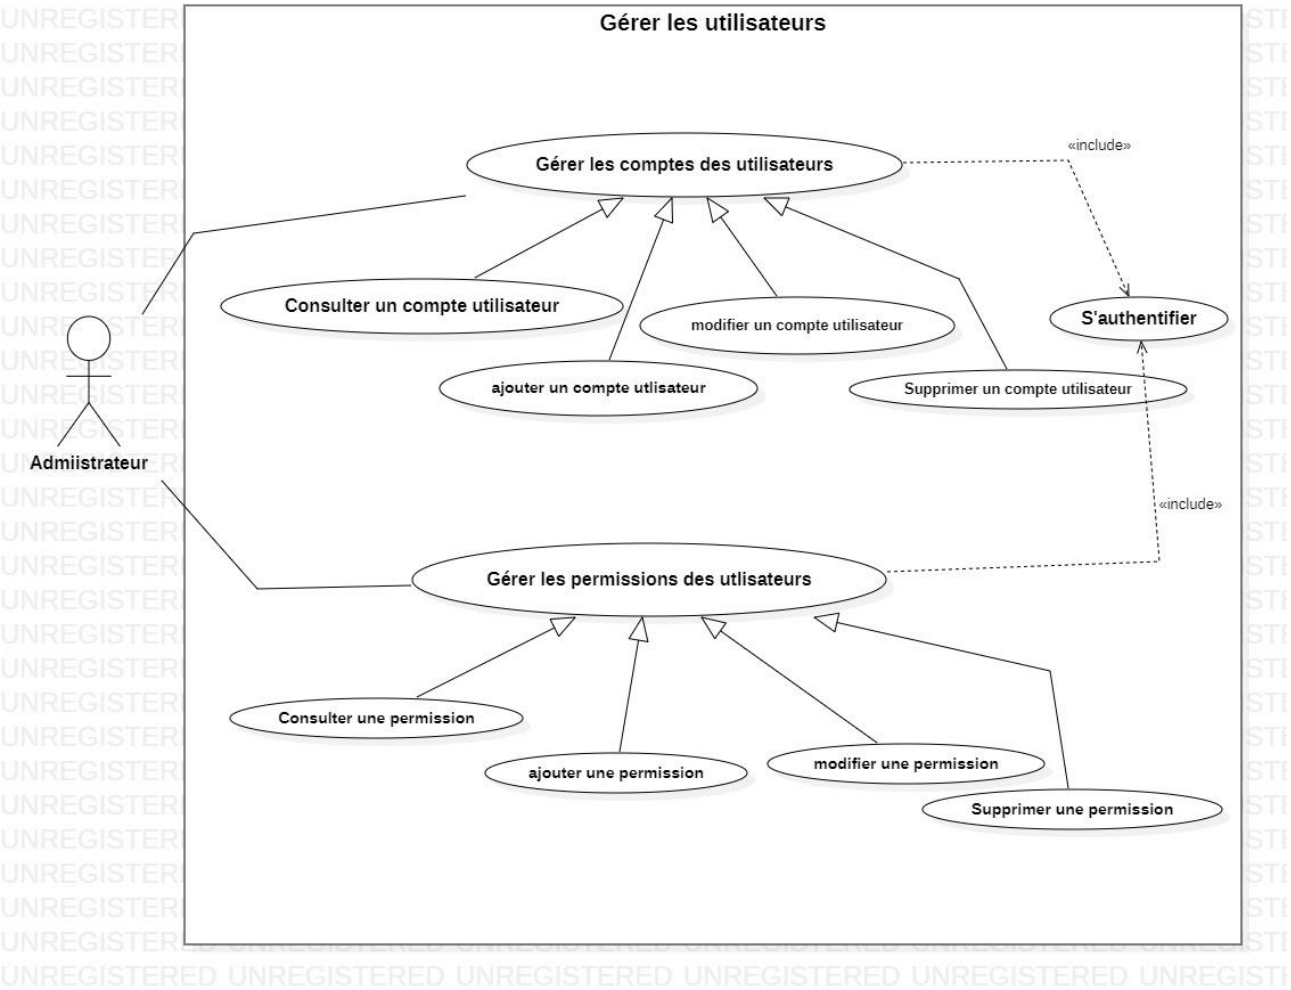 Gérer les utilisateurs
Gérer les comptes des utilisateurs
«include»
Consulter un compte utilisateur
modifier un compte utilisateur
S'authentifier
ajouter un compte utlisateur
Supprimer un compte utilisateur
Admiistrateur
«include»
Gérer les permissions des utlisateurs
Consulter une permission
ajouter une permission
modifier une permission
Supprimer une permission
UNREGISTERED UNREGISTERED UNREGISTERED UNREGISTERED UNREGISTERED UNREGISTE